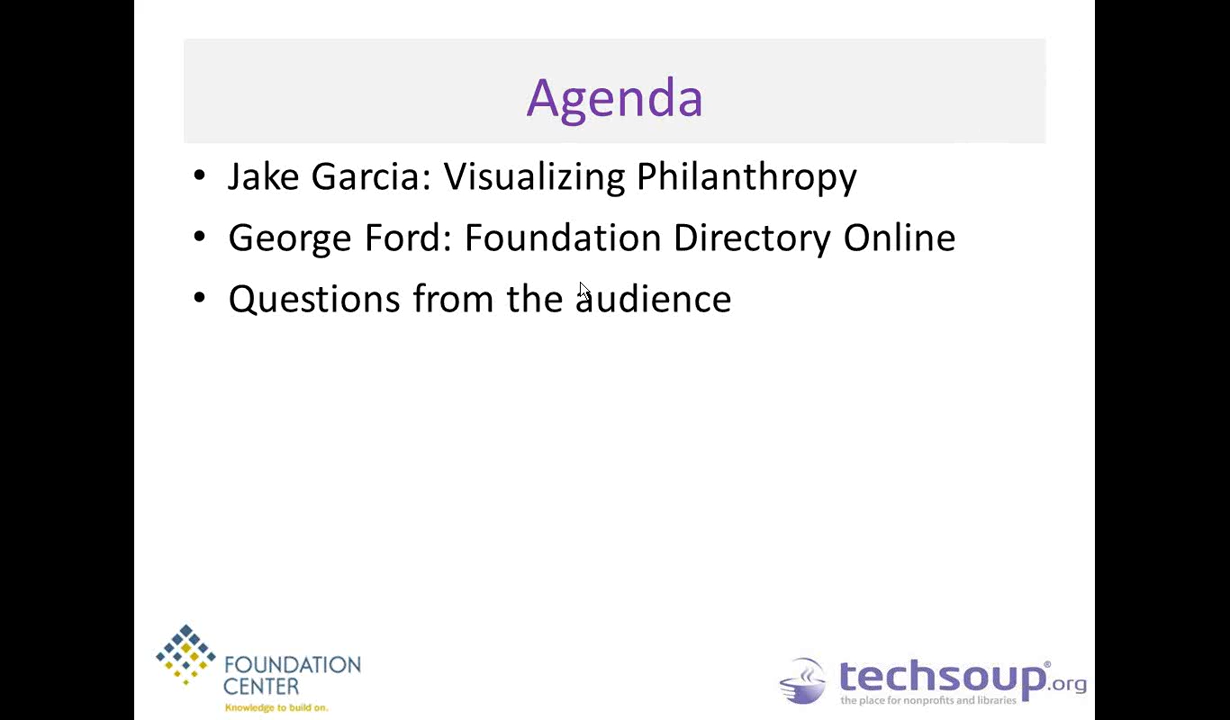 Agenda
• Jake Garcia: Visualizing Philanthropy
• George Ford: Foundation Directory Online
• Questions from the audience
FOUNDATION
CENTER
Knowledge to build on.
techsoup®.org
the place for nonprofits and libraries